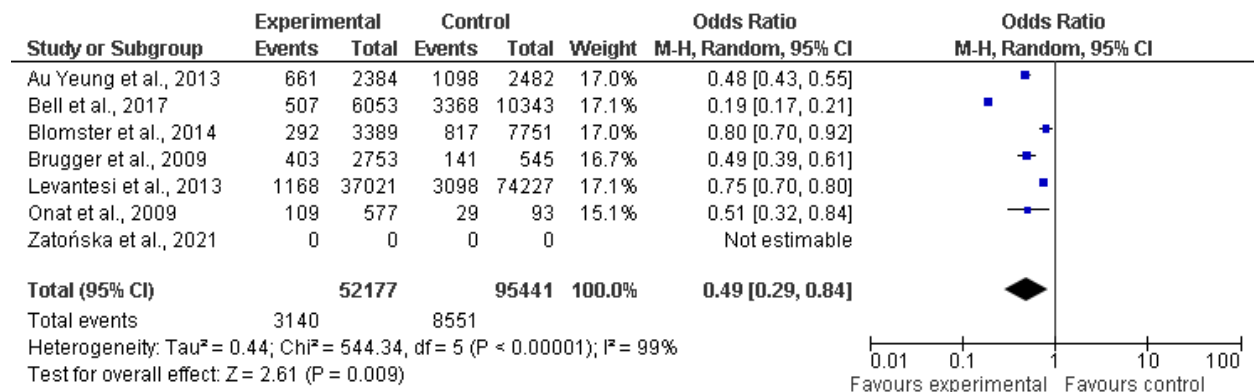 Experimental Control Odds Ratio Odds Ratio
Study or Subgroup Events Total Events Total Weight M-H, Random, 95% CI M-H, Random, 95% CI
Au Yeung et al., 2013 661 2384 1098 2482 17.0% 0.48 [0.43, 0.55]
Bell et al., 2017 507 6053 3368 10343 17.1% 0.19 [0.17, 0.21]
Blomster et al., 2014 292 3389 817 7751 17.0% 0.80 [0.70, 0.92]
Brugger et al., 2009 403 2753 141 545 16.7% 0.49 [0.39, 0.61]
Levantesi et al., 2013 1168 37021 3098 74227 17.1% 0.75 [0.70, 0.80]
Onat et al., 2009 109 577 29 93 15.1% 0.51 [0.32, 0.84]
Zatońska et al., 2021 0 0 0 0 Not estimable
Total (95% CI) 52177 95441 100.0% 0.49 [0.29, 0.84]
Total events 3140 8551
Heterogeneity: Tau² = 0.44; Chi² = 544.34, df = 5 (P < 0.00001); I² = 99%
Test for overall effect: Z = 2.61 (P = 0.009)
0.01 0.1 1 10 100
Favours experimental Favours control